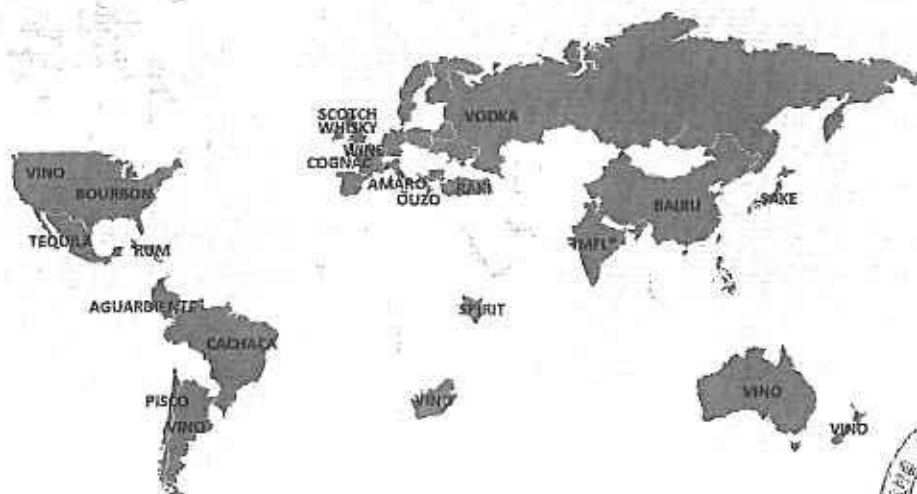 SCOTCH
WHISKY
VODKA
WINE
COGNAC
VINO
BOURBON
AMARO
RAKI
OUZO
BAIJIU
SAKE
TEQUILA
RUM
"IMFL"
AGUARDIENTE
SPIRIT
CACHACA
PISCO
VINO
VINO
VINO
VINO